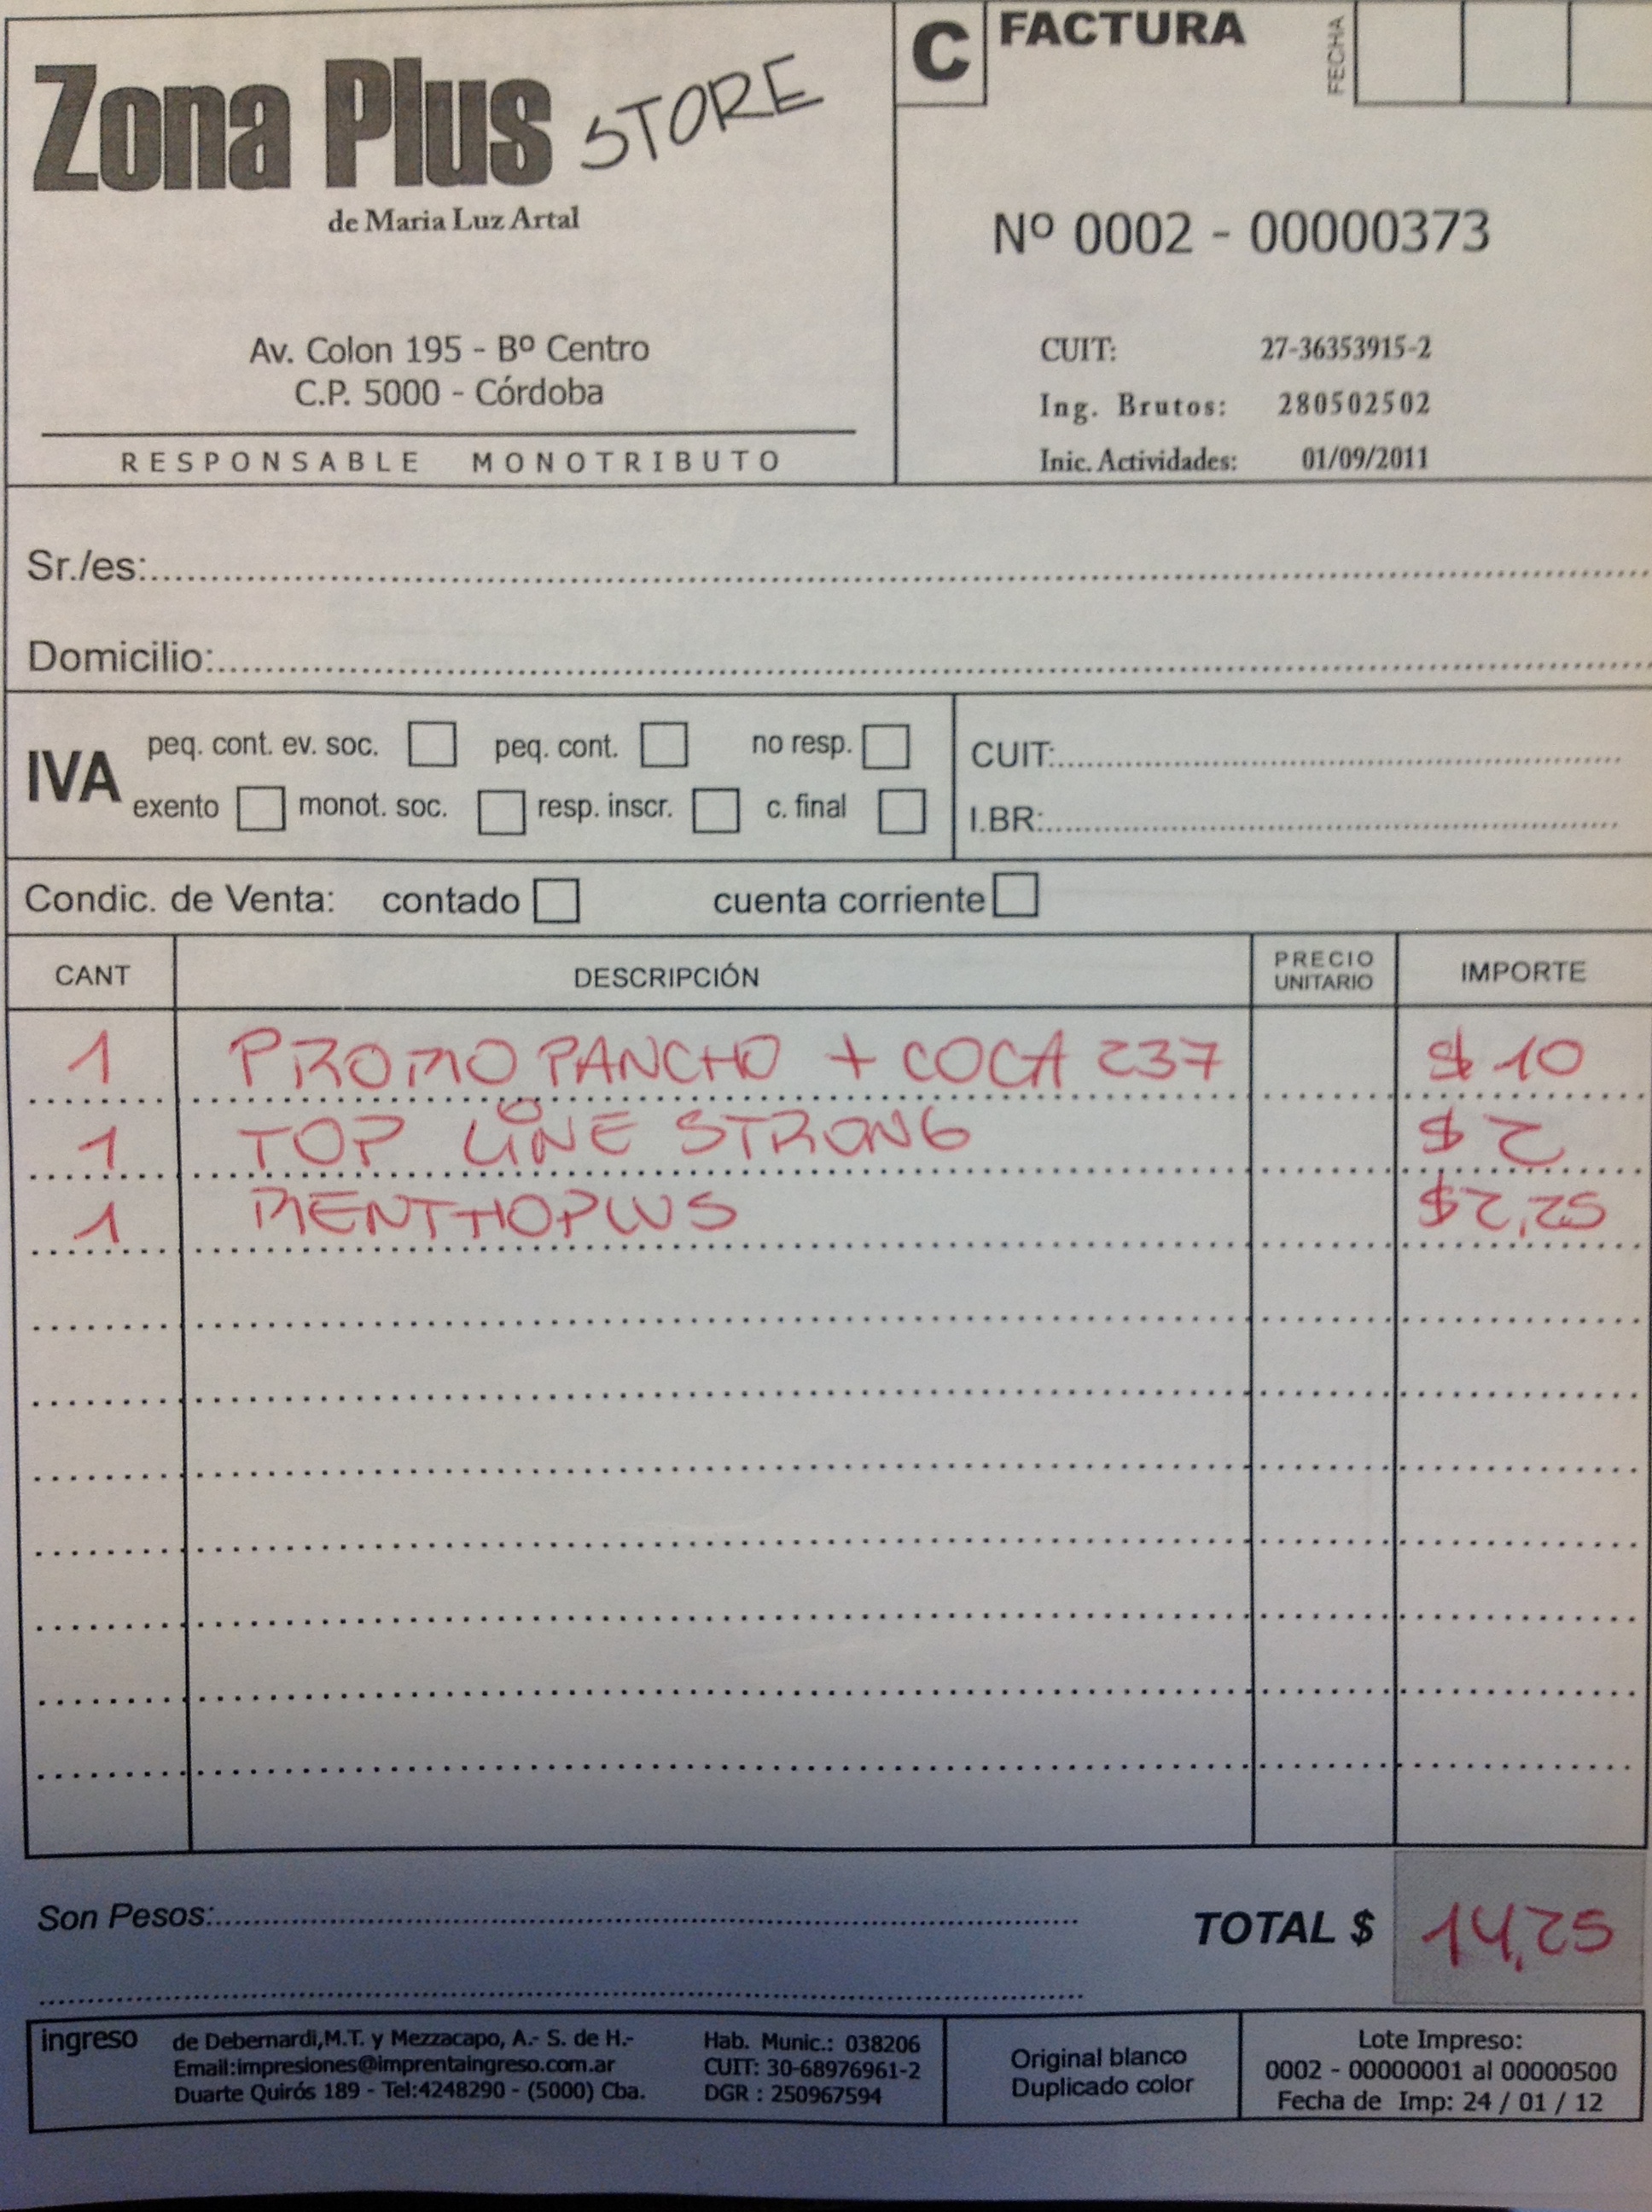 Zona Plus STORE
de Maria Luz Artal
Av. Colon 195 - Bº Centro
C.P. 5000 - Córdoba
RESPONSABLE MONOTRIBUTO
C FACTURA
FECHA
Nº 0002 - 00000373
CUIT: 27-36353915-2
Ing. Brutos: 280502502
Inic. Actividades: 01/09/2011
Sr./es:
Domicilio:
IVA
peq. cont. ev. soc. peq. cont. no resp.
exento monot. soc. resp. inscr. c. final
CUIT:
I.BR:
Condic. de Venta: contado cuenta corriente
CANT DESCRIPCIÓN PRECIO UNITARIO IMPORTE
1 PROMO PANCHO + COCA 237 $ 10
1 TOP LINE STRONG $ 2
1 MENTHOPLUS $2,25
Son Pesos:
TOTAL $ 14,25
ingreso
de Debernardi,M.T. y Mezzacapo, A.- S. de H.-
Email:impresiones@imprentaingreso.com.ar
Duarte Quirós 189 - Tel:4248290 - (5000) Cba.
Hab. Munic.: 038206
CUIT: 30-68976961-2
DGR : 250967594
Original blanco
Duplicado color
Lote Impreso:
0002 - 00000001 al 00000500
Fecha de Imp: 24 / 01 / 12